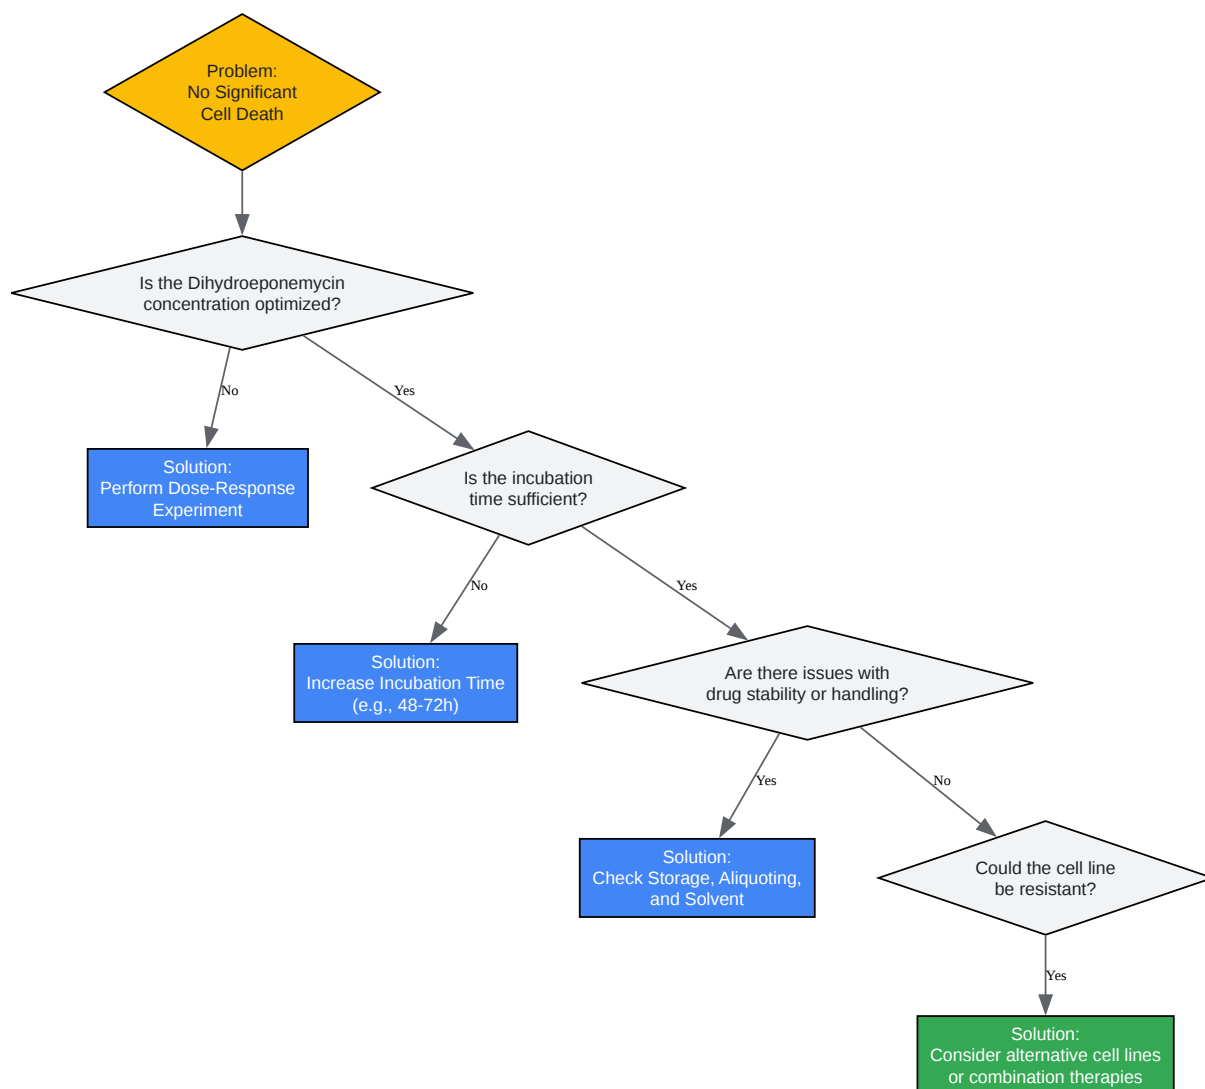 Problem:
No Significant
Cell Death
Is the Dihydroeponemycin
concentration optimized?
No
Yes
Solution:
Perform Dose-Response
Experiment
Is the incubation
time sufficient?
No
Yes
Solution:
Increase Incubation Time
(e.g., 48-72h)
Are there issues with
drug stability or handling?
Yes
No
Solution:
Check Storage, Aliquoting,
and Solvent
Could the cell line
be resistant?
Yes
Solution:
Consider alternative cell lines
or combination therapies